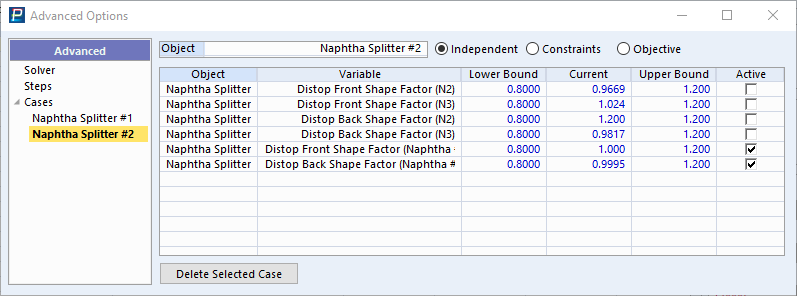 Advanced Options
Advanced
Solver
Steps
Cases
Naphtha Splitter #1
Naphtha Splitter #2
Object Naphtha Splitter #2 Independent Constraints Objective
Object Variable Lower Bound Current Upper Bound Active
Naphtha Splitter Distop Front Shape Factor (N2) 0.8000 0.9669 1.200
Naphtha Splitter Distop Front Shape Factor (N3) 0.8000 1.024 1.200
Naphtha Splitter Distop Back Shape Factor (N2) 0.8000 1.200 1.200
Naphtha Splitter Distop Back Shape Factor (N3) 0.8000 0.9817 1.200
Naphtha Splitter Distop Front Shape Factor (Naphtha 0.8000 1.000 1.200
Naphtha Splitter Distop Back Shape Factor (Naphtha # 0.8000 0.9995 1.200
Delete Selected Case